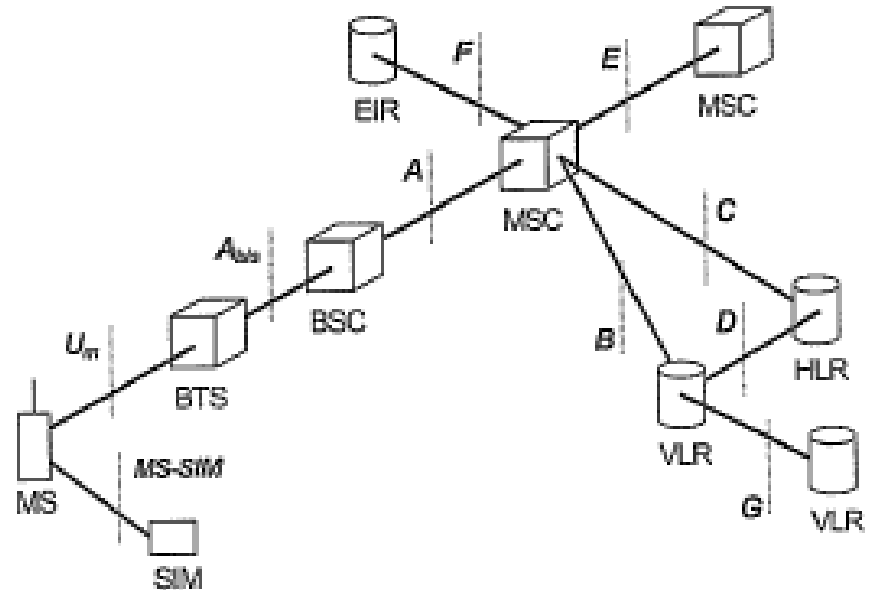 F
E
EIR
MSC
A
MSC
C
Abis
BSC
Um
B
D
HLR
BTS
VLR
MS-SIM
MS
G
VLR
SIM